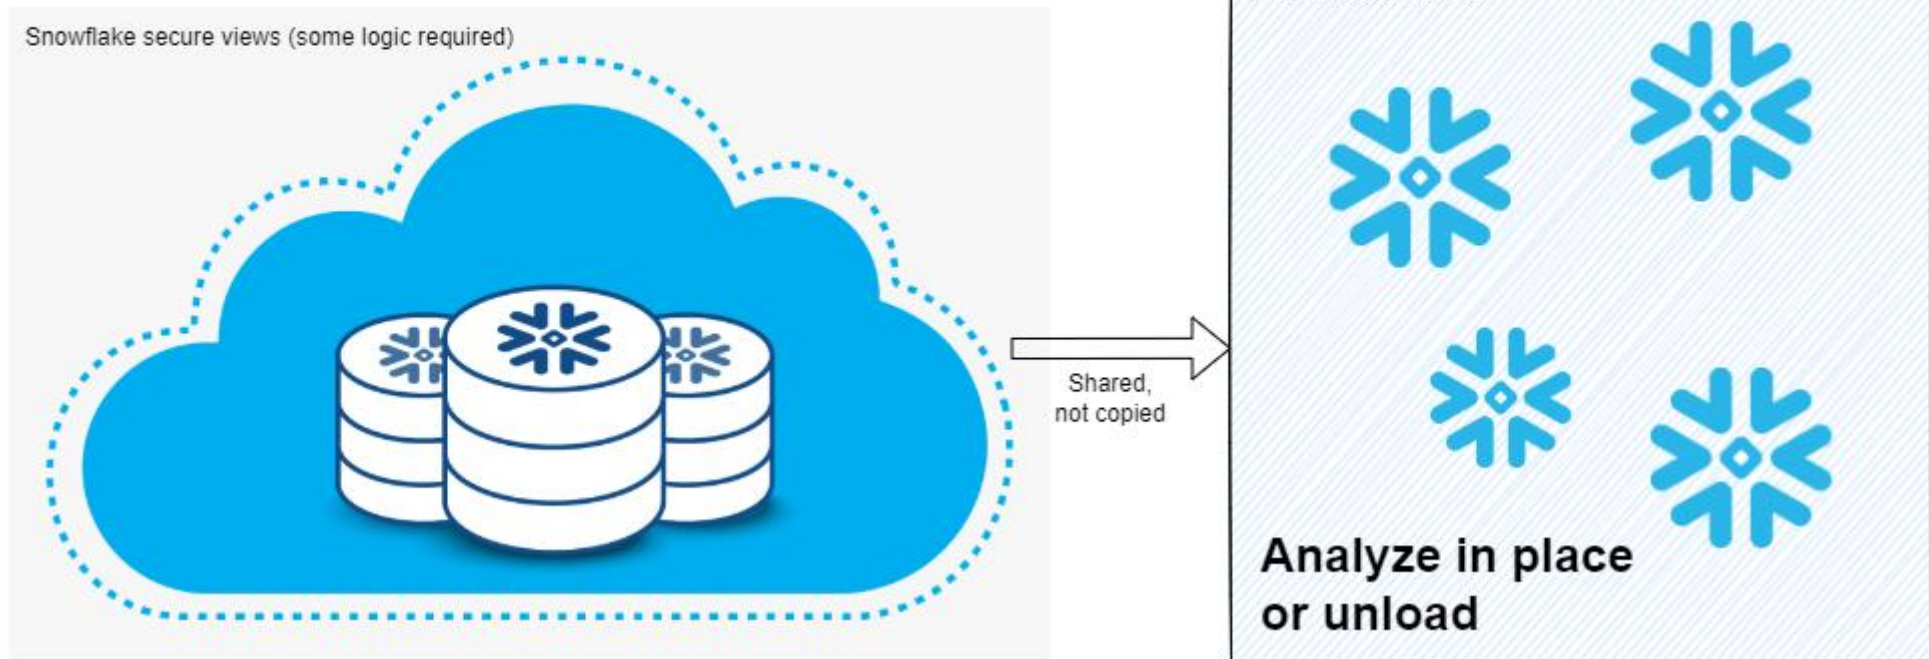 Snowflake secure views (some logic required)
Shared,
not copied
Analyze in place
or unload